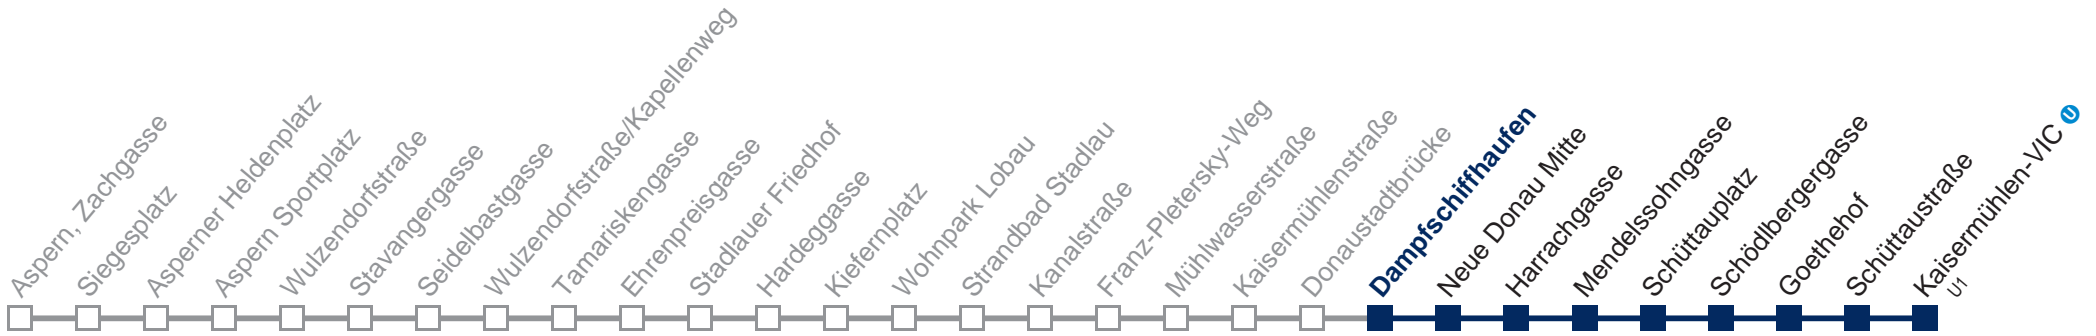 Aspern, Zachgasse
Siegesplatz
Asperner Heldenplatz
Aspern Sportplatz
Wulzendorfstraße
Stavangergasse
Seidelbastgasse
Wulzendorfstraße/Kapellenweg
Tamariskengasse
Ehrenpreisgasse
Stadlauer Friedhof
Hardeggasse
Kiefernplatz
Wohnpark Lobau
Strandbad Stadlau
Kanalstraße
Franz-Pletersky-Weg
Mühlwasserstraße
Kaisermühlenstraße
Donaustadtbrücke
Dampfschiffhaufen
Neue Donau Mitte
Harrachgasse
Mendelssohngasse
Schüttauplatz
Schödlbergergasse
Goethehof
Schüttaustraße
Kaisermühlen-VIC U
U1